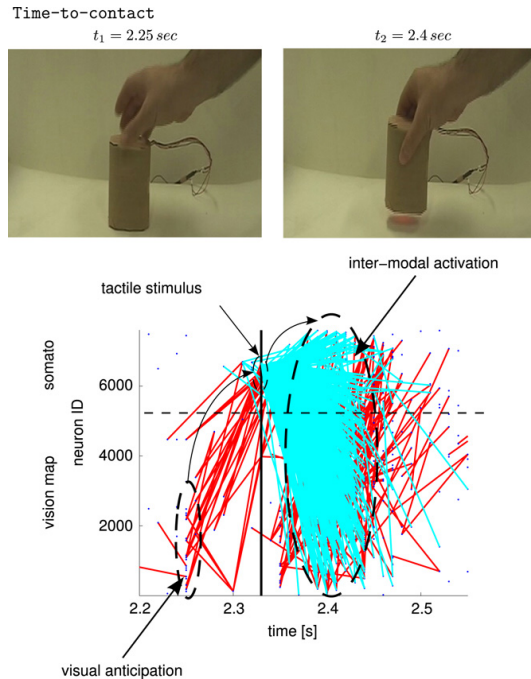 Time-to-contact
t₁ = 2.25 sec
t₂ = 2.4 sec
inter-modal activation
tactile stimulus
somato
vision map
neuron ID
6000
4000
2000
2.2
2.3
2.4
2.5
time [s]
visual anticipation